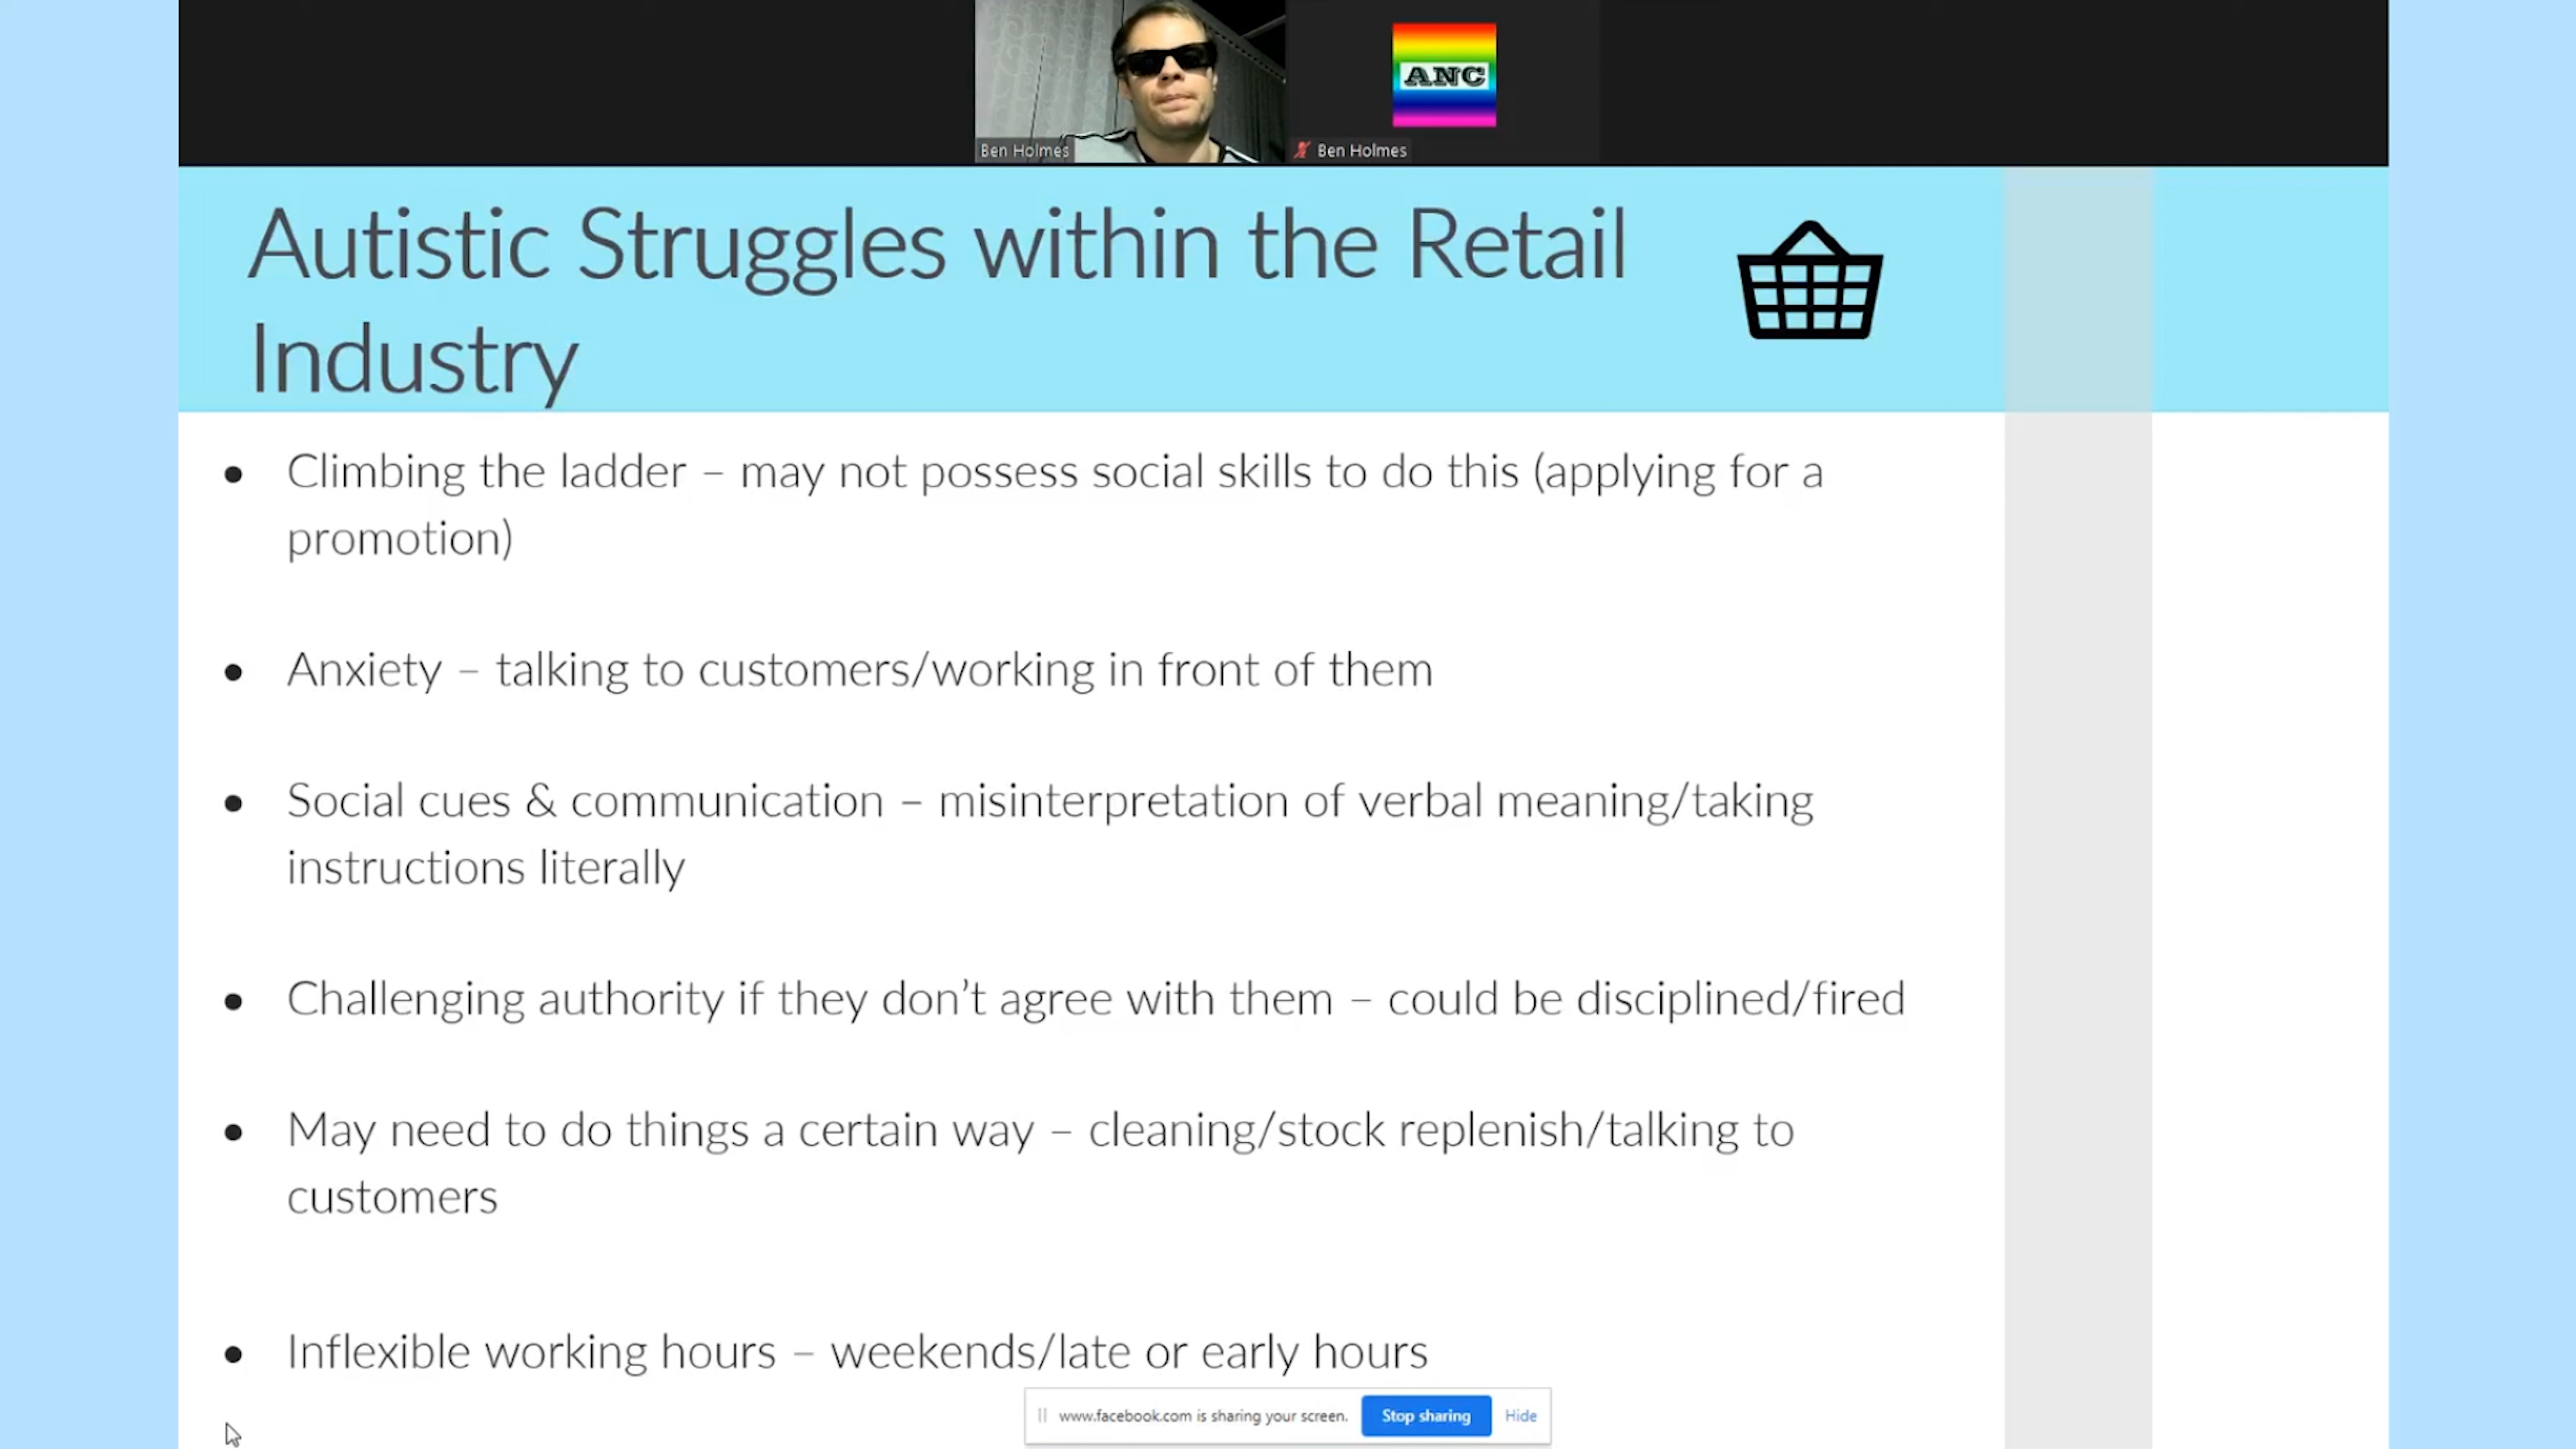 ANC
Ben Holmes
Ben Holmes
Autistic Struggles within the Retail
Industry
• Climbing the ladder – may not possess social skills to do this (applying for a
promotion)
• Anxiety – talking to customers/working in front of them
• Social cues & communication – misinterpretation of verbal meaning/taking
instructions literally
• Challenging authority if they don’t agree with them – could be disciplined/fired
• May need to do things a certain way – cleaning/stock replenish/talking to
customers
• Inflexible working hours – weekends/late or early hours
www.facebook.com is sharing your screen. Stop sharing Hide